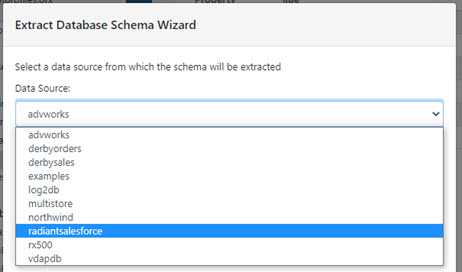 Extract Database Schema Wizard
Select a data source from which the schema will be extracted
Data Source:
advworks
advworks
derbyorders
derbysales
examples
log2db
multistore
northwind
radiantsalesforce
rx500
vdapdb